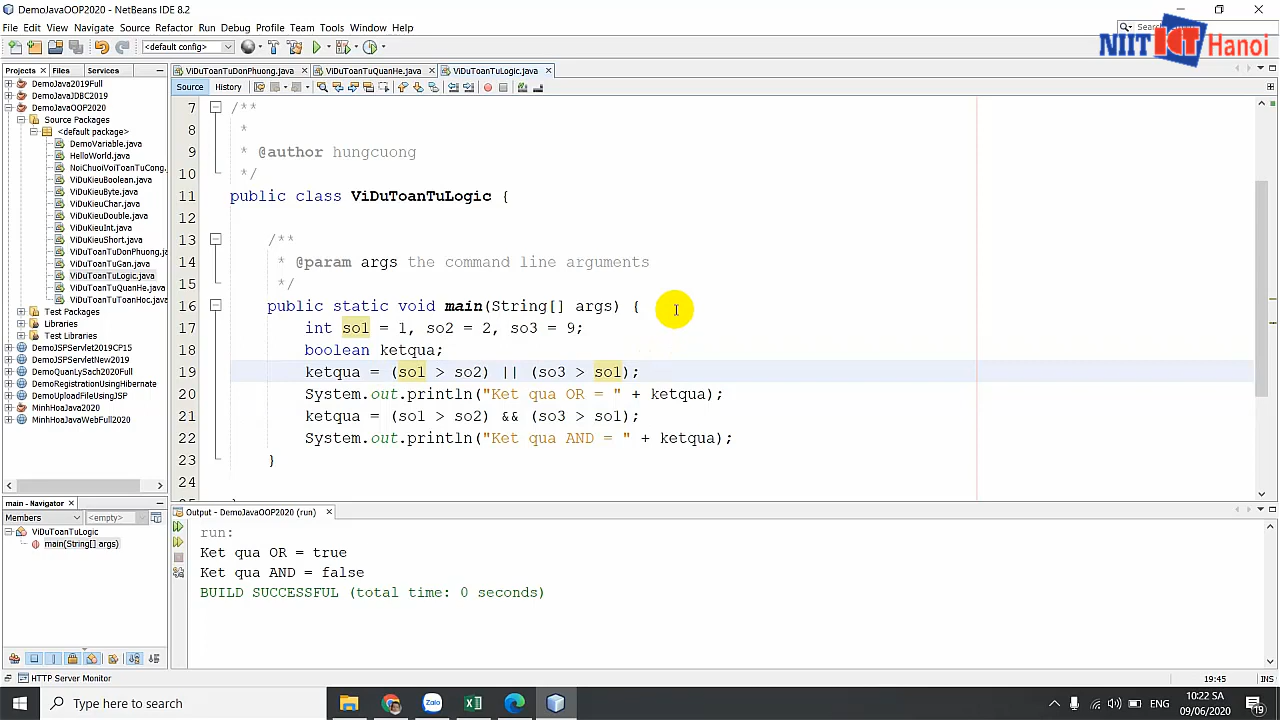 DemoJavaOOP2020 - NetBeans IDE 8.2
File Edit View Navigate Source Refactor Run Debug Profile Team Tools Window Help
<default config>
NIIT ICT Hanoi
Projects Files Services
ViDuToanTuDonPhuong.java ViDuToanTuQuanHe.java ViDuToanTuLogic.java
Source History
DemoJava2019Full
DemoJavaJDBC2019
DemoJavaOOP2020
Source Packages
<default package>
DemoVariable.java
HelloWorld.java
NoiChuoiVoiToanTuCong.
ViDuKieuBoolean.java
ViDuKieuByte.java
ViDuKieuChar.java
ViDuKieuDouble.java
ViDuKieuInt.java
ViDuKieuShort.java
ViDuToanTuDonPhuong.
ViDuToanTuGan.java
ViDuToanTuLogic.java
ViDuToanTuQuanHe.java
ViDuToanTuToanHoc.java
Test Packages
Libraries
Test Libraries
DemoJSPServlet2019CP15
DemoJSPServletNew2019
DemoQuanLySach2020Full
DemoRegistrationUsingHibernate
DemoUploadFileUsingJSP
MinhHoaJava2020
MinhHoaJavaWebFull2020
7 /**
8 *
9 * @author hungcuong
10 */
11 public class ViDuToanTuLogic {
12
13 /**
14 * @param args the command line arguments
15 */
16 public static void main(String[] args) {
17 int so1 = 1, so2 = 2, so3 = 9;
18 boolean ketqua;
19 ketqua = (so1 > so2) || (so3 > so1);
20 System.out.println("Ket qua OR = " + ketqua);
21 ketqua = (so1 > so2) && (so3 > so1);
22 System.out.println("Ket qua AND = " + ketqua);
23 }
24
main - Navigator
Members <empty>
ViDuToanTuLogic
main(String[] args)
Output - DemoJavaOOP2020 (run)
run:
Ket qua OR = true
Ket qua AND = false
BUILD SUCCESSFUL (total time: 0 seconds)
HTTP Server Monitor
19:45 INS
Type here to search
Zalo
10:22 SA
09/06/2020
19